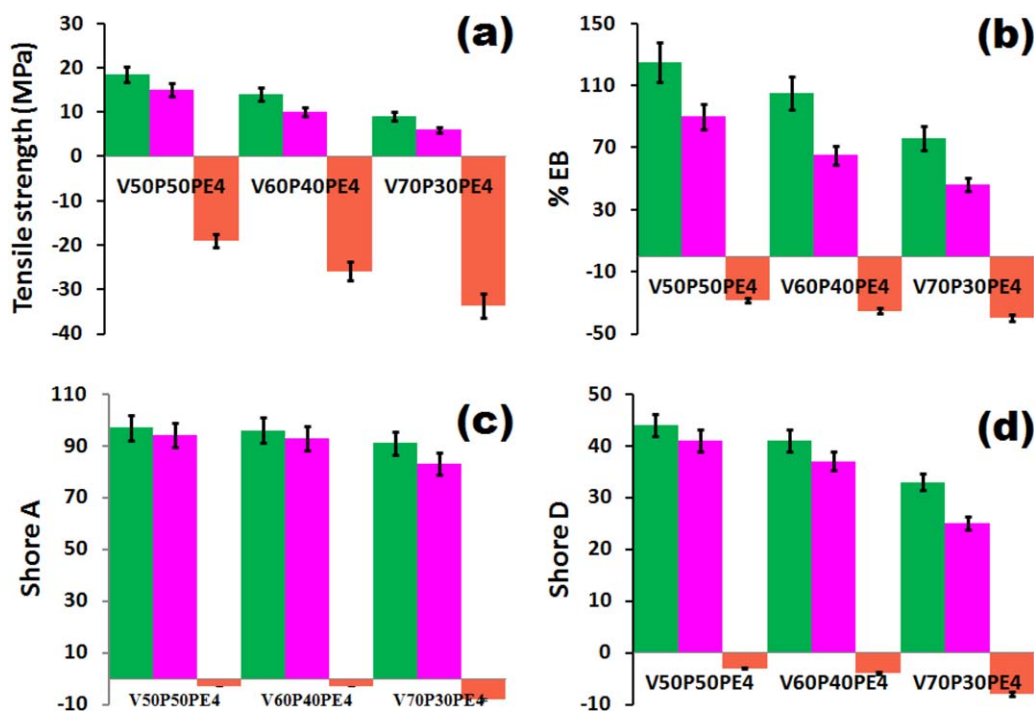 (a)
Tensile strength (MPa)
30
20
10
0
-10
-20
-30
-40
V50P50PE4 V60P40PE4 V70P30PE4
(b)
% EB
150
110
70
30
-10
-50
V50P50PE4 V60P40PE4 V70P30PE4
(c)
Shore A
110
90
70
50
30
10
-10
V50P50PE4 V60P40PE4 V70P30PE4
(d)
Shore D
50
40
30
20
10
0
-10
V50P50PE4 V60P40PE4 V70P30PE4